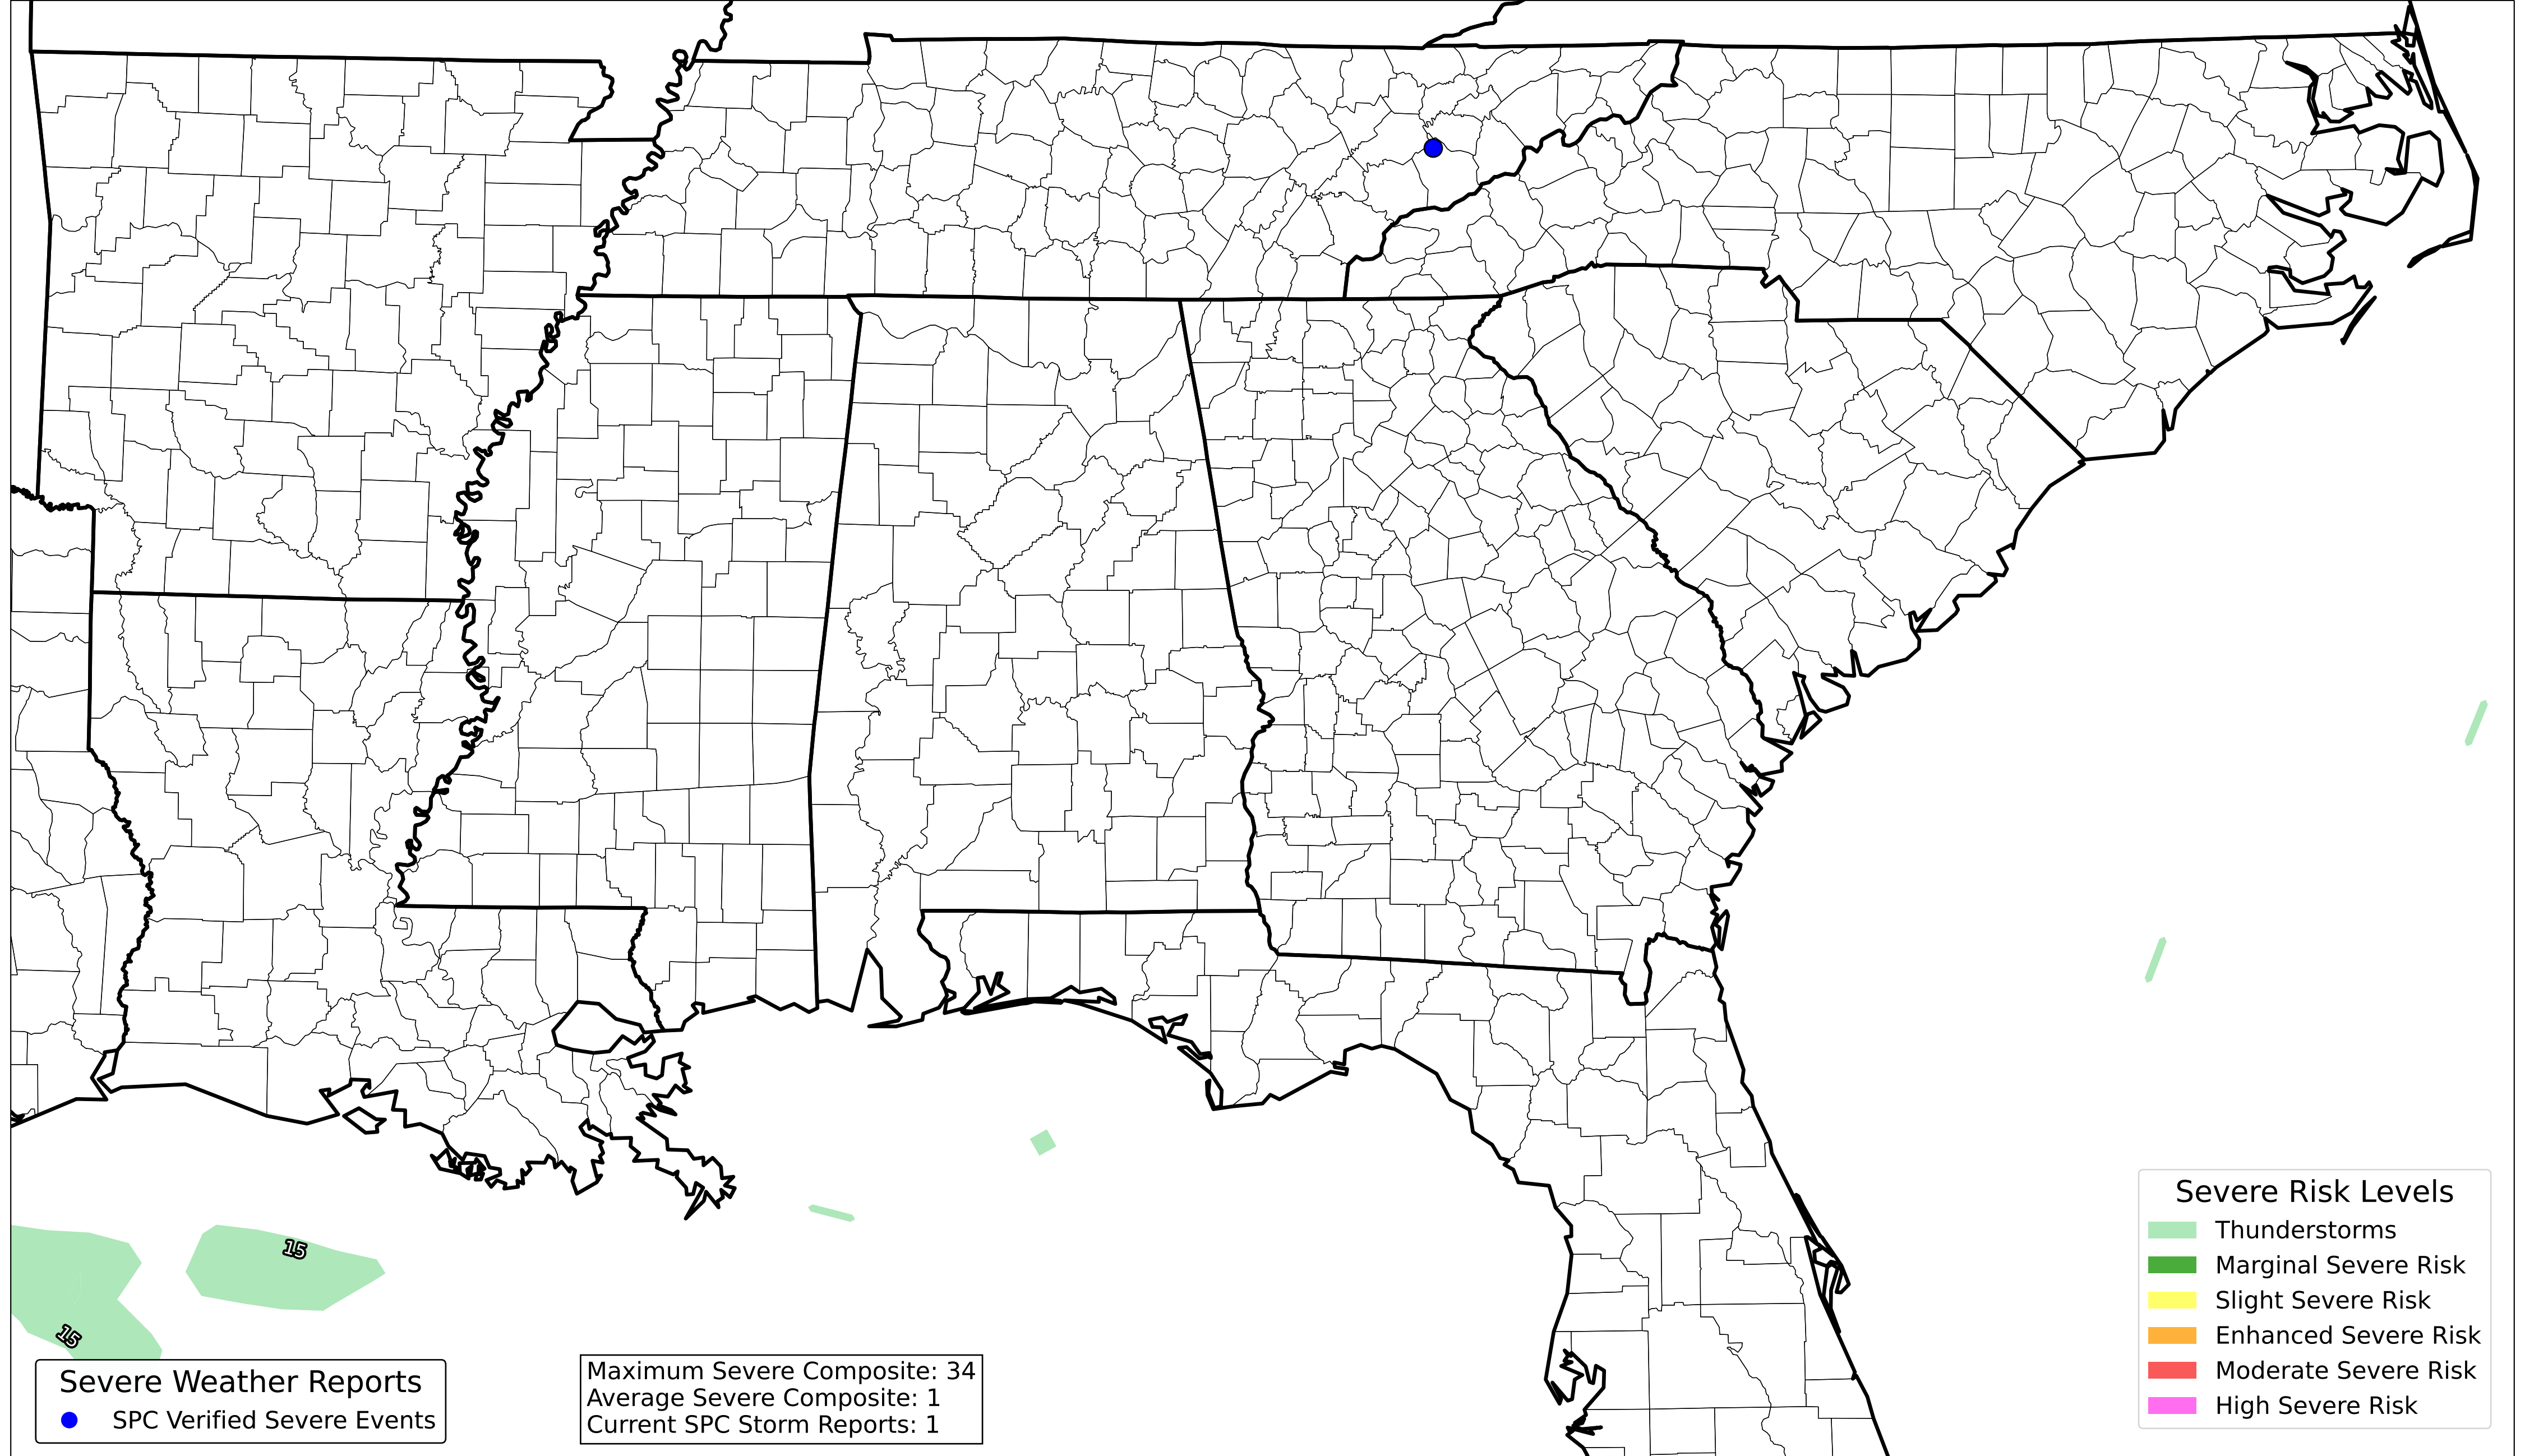 15
15
Severe Weather Reports
SPC Verified Severe Events
Maximum Severe Composite: 34
Average Severe Composite: 1
Current SPC Storm Reports: 1
Severe Risk Levels
Thunderstorms
Marginal Severe Risk
Slight Severe Risk
Enhanced Severe Risk
Moderate Severe Risk
High Severe Risk